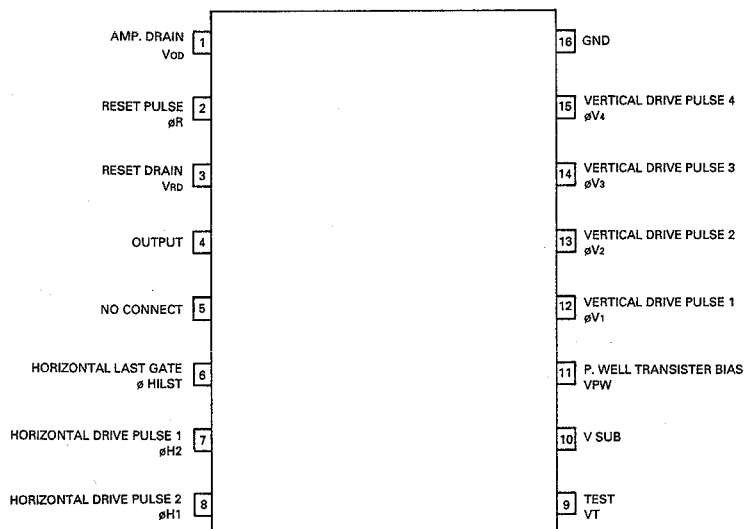 AMP. DRAIN
VOD
1
RESET PULSE
øR
2
RESET DRAIN
VRD
3
OUTPUT
4
NO CONNECT
5
HORIZONTAL LAST GATE
ø HILST
6
HORIZONTAL DRIVE PULSE 1
øH2
7
HORIZONTAL DRIVE PULSE 2
øH1
8
16 GND
15 VERTICAL DRIVE PULSE 4
øV4
14 VERTICAL DRIVE PULSE 3
øV3
13 VERTICAL DRIVE PULSE 2
øV2
12 VERTICAL DRIVE PULSE 1
øV1
11 P. WELL TRANSISTER BIAS
VPW
10 V SUB
9 TEST
VT